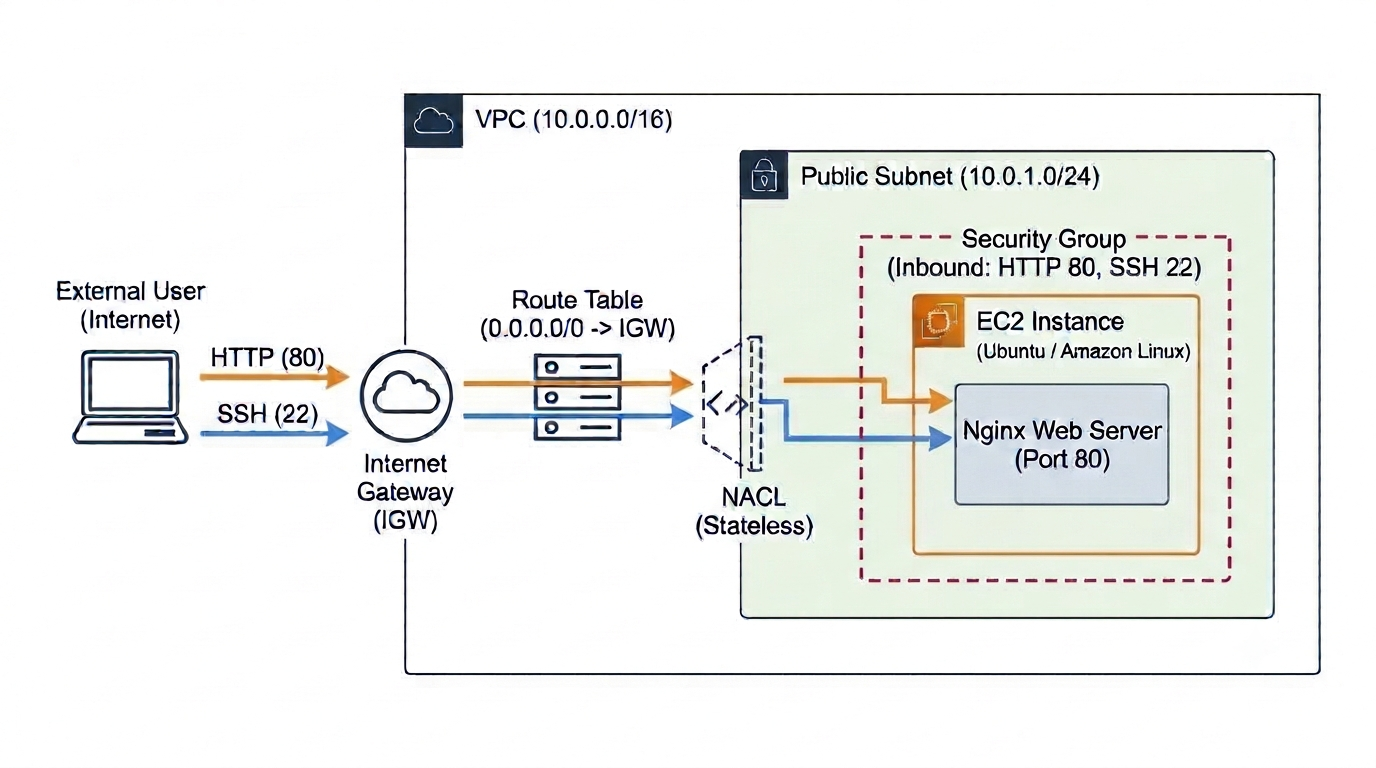 VPC (10.0.0.0/16)
Public Subnet (10.0.1.0/24)
Security Group
(Inbound: HTTP 80, SSH 22)
External User
(Internet)
HTTP (80)
SSH (22)
Internet
Gateway
(IGW)
Route Table
(0.0.0.0/0 -> IGW)
</>
NACL
(Stateless)
EC2 Instance
(Ubuntu / Amazon Linux)
Nginx Web Server
(Port 80)